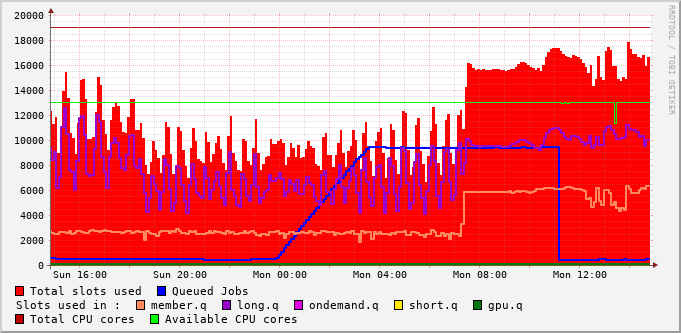 20000
18000
16000
14000
12000
10000
8000
6000
4000
2000
0
Sun 16:00 Sun 20:00 Mon 00:00 Mon 04:00 Mon 08:00 Mon 12:00
RRDTOOL / TOBI OETIKER
Total slots used Queued Jobs
Slots used in : member.q long.q ondemand.q short.q gpu.q
Total CPU cores Available CPU cores